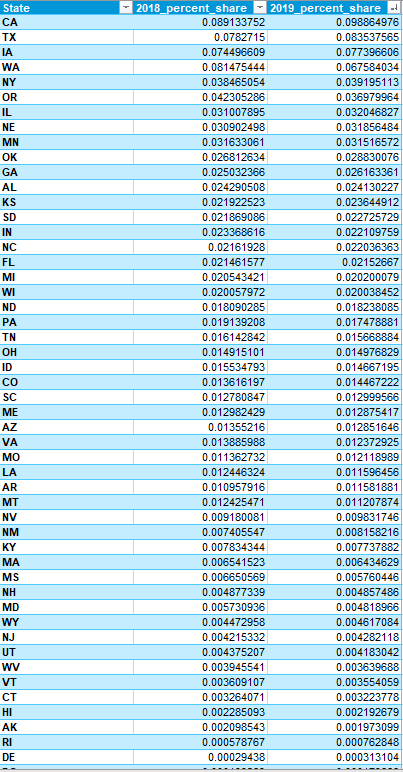 State 2018_percent_share 2019_percent_share
CA 0.089133752 0.098864976
TX 0.0782715 0.083537565
IA 0.074496609 0.077396606
WA 0.081475444 0.067584034
NY 0.038465054 0.039195113
OR 0.042305286 0.036979964
IL 0.031007895 0.032046827
NE 0.030902498 0.031856484
MN 0.031633061 0.031516572
OK 0.026812634 0.028830076
GA 0.025032366 0.026163361
AL 0.024290508 0.024130227
KS 0.021922523 0.023644912
SD 0.021869086 0.022725729
IN 0.023368616 0.022109759
NC 0.02161928 0.022036363
FL 0.021461577 0.02152667
MI 0.020543421 0.020200079
WI 0.020057972 0.020038452
ND 0.018090285 0.018238085
PA 0.019139208 0.017478881
TN 0.016142842 0.015668884
OH 0.014915101 0.014976829
ID 0.015534793 0.014667195
CO 0.013616197 0.014467222
SC 0.012780847 0.012999566
ME 0.012982429 0.012875417
AZ 0.01355216 0.012851646
VA 0.013885988 0.012372925
MO 0.011362732 0.012118989
LA 0.012446324 0.011596456
AR 0.010957916 0.011581881
MT 0.012425471 0.011207874
NV 0.009180081 0.009831746
NM 0.007405547 0.008158216
KY 0.007834344 0.007737882
MA 0.006541523 0.006434629
MS 0.006650569 0.005760446
NH 0.004877339 0.004857486
MD 0.005730936 0.004818966
WY 0.004472958 0.004617084
NJ 0.004215332 0.004282118
UT 0.004375207 0.004183042
WV 0.003945541 0.003639688
VT 0.003609107 0.003554059
CT 0.003264071 0.003223778
HI 0.002285093 0.002192679
AK 0.002098543 0.001973099
RI 0.000578767 0.000762848
DE 0.00029438 0.000313104